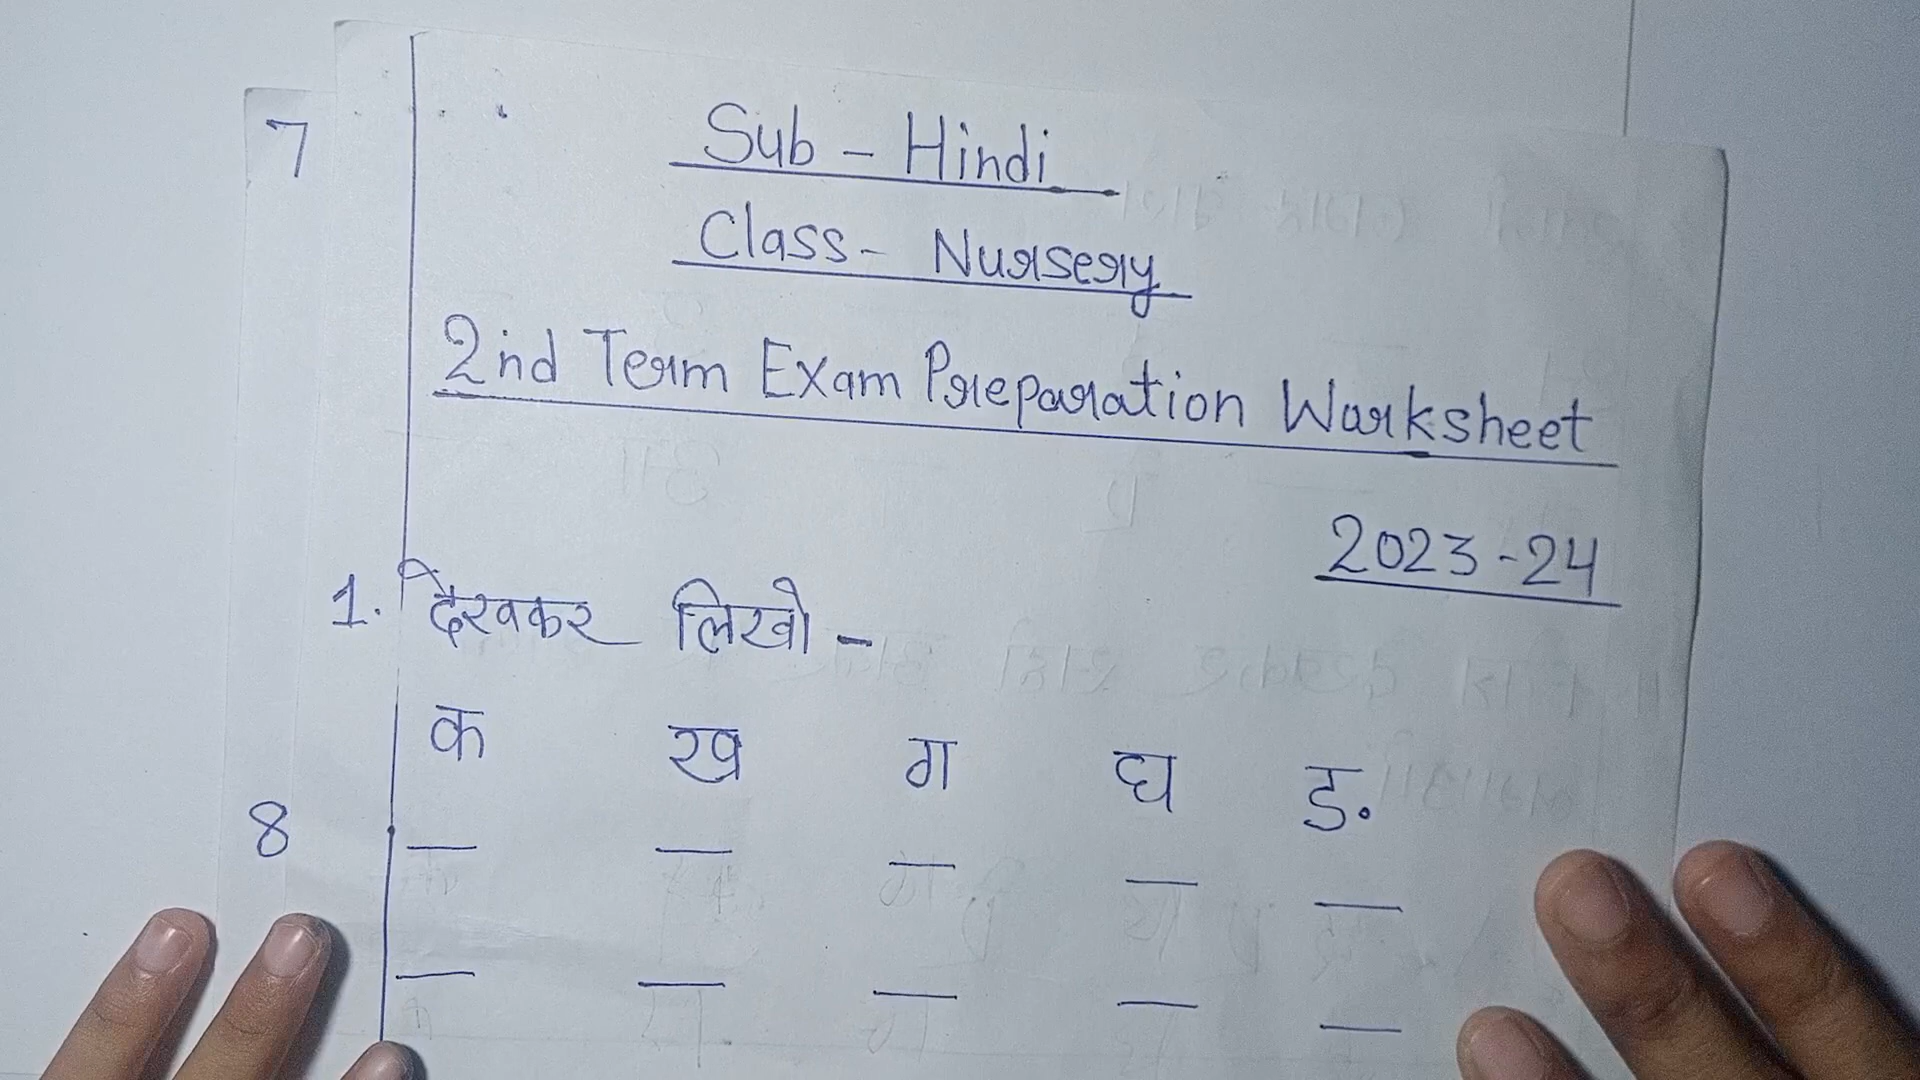 7
Sub - Hindi
Class - Nursery
2nd Term Exam Preparation Worksheet
2023-24
1. देखकर लिखो -
क ख ग घ ङ
8